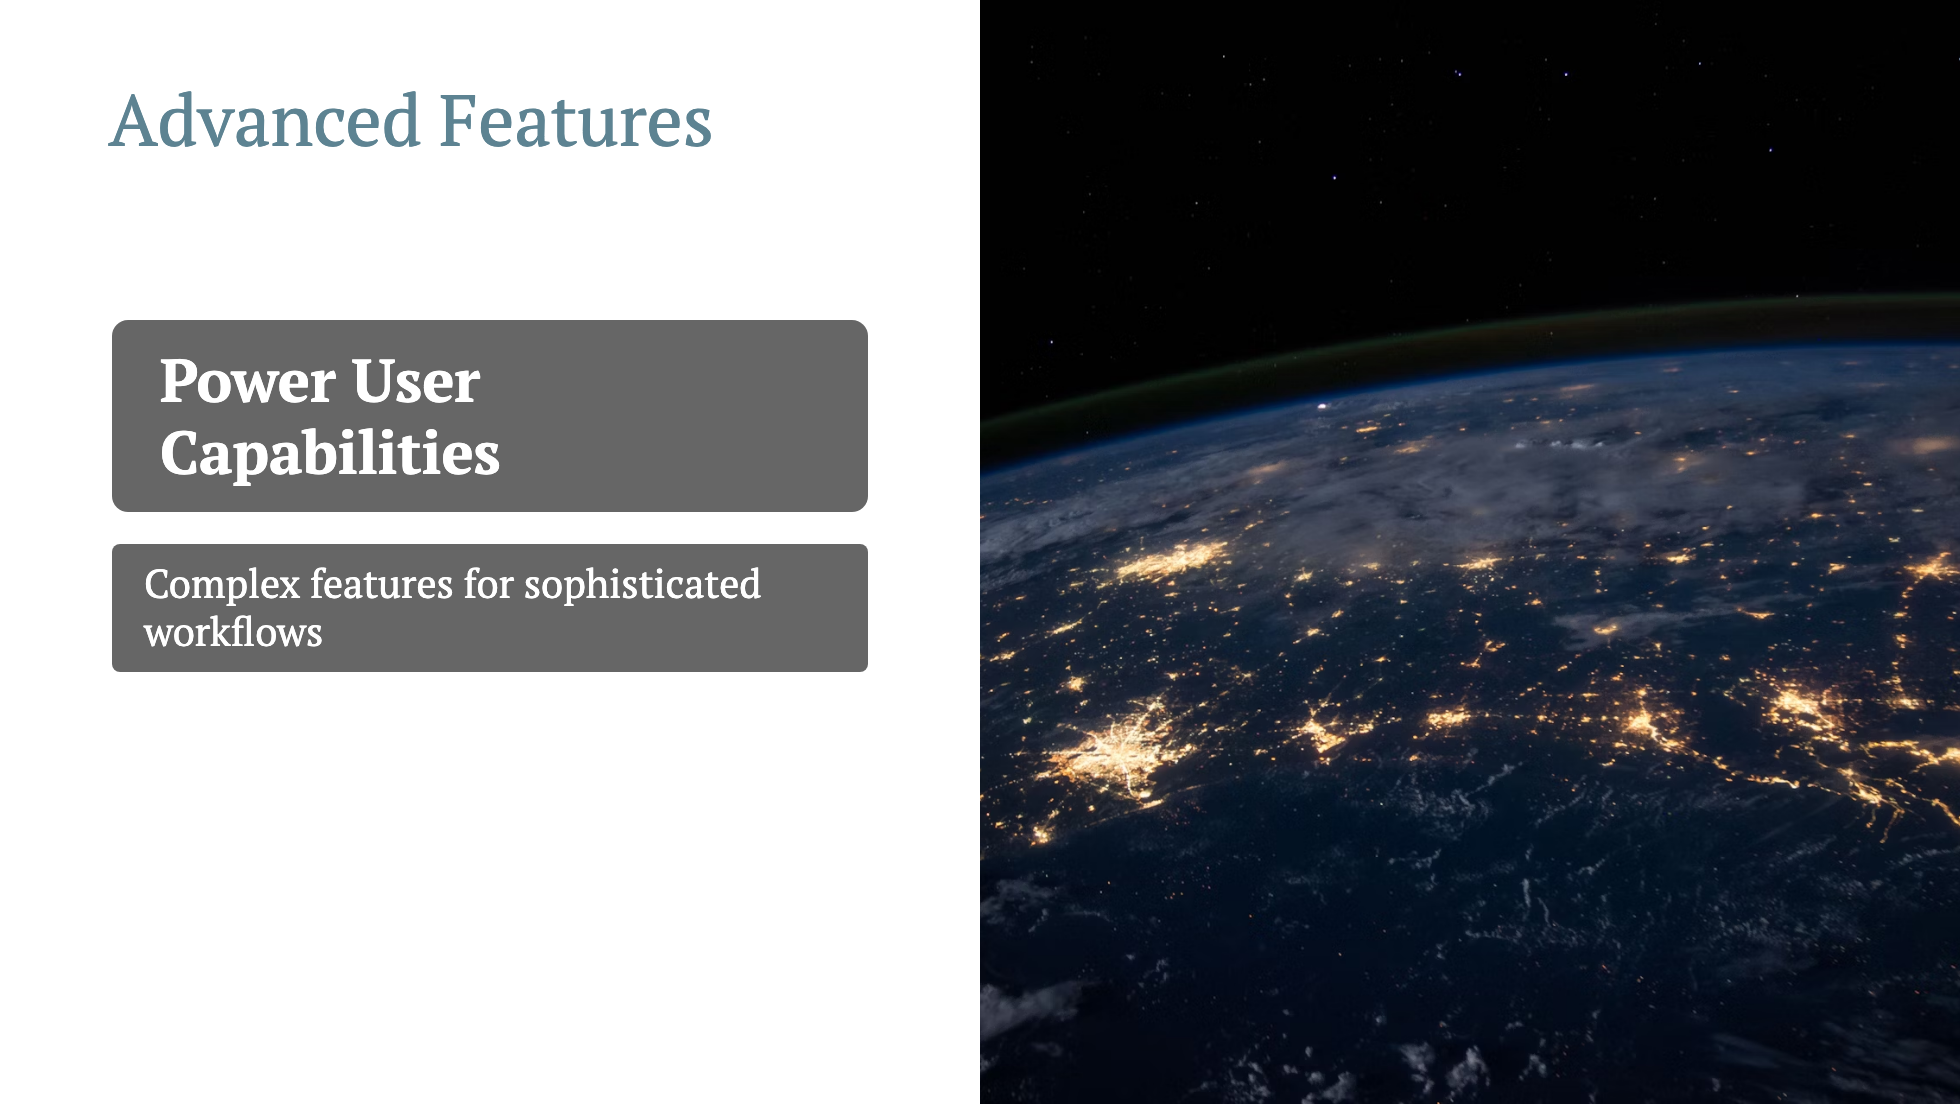 Advanced Features
Power User
Capabilities
Complex features for sophisticated
workflows